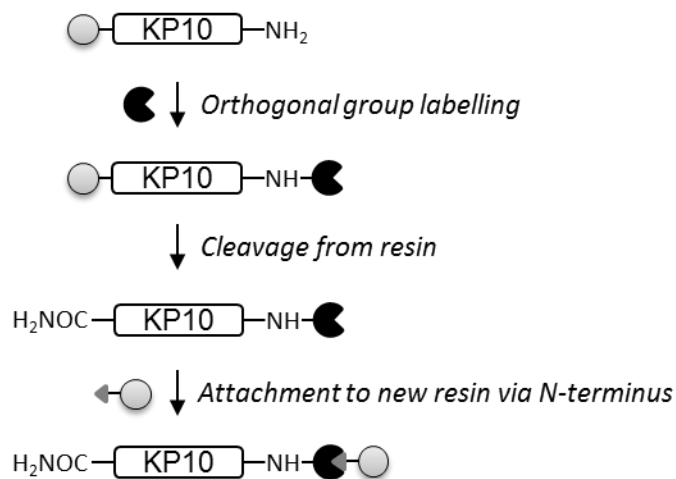 KP10 NH₂
Orthogonal group labelling
KP10 NH
Cleavage from resin
H₂NOC KP10 NH
Attachment to new resin via N-terminus
H₂NOC KP10 NH